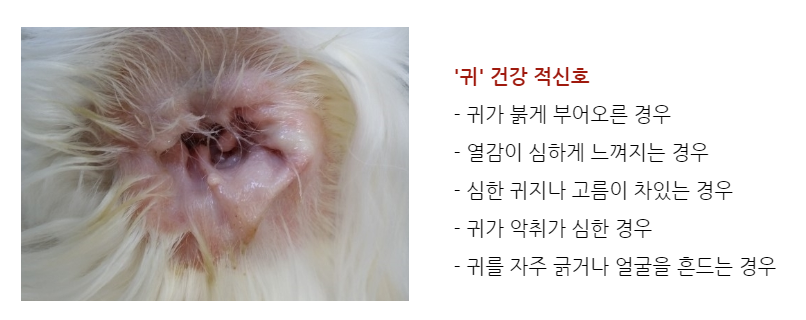 '귀' 건강 적신호
- 귀가 붉게 부어오른 경우
- 열감이 심하게 느껴지는 경우
- 심한 귀지나 고름이 차있는 경우
- 귀가 악취가 심한 경우
- 귀를 자주 긁거나 얼굴을 흔드는 경우